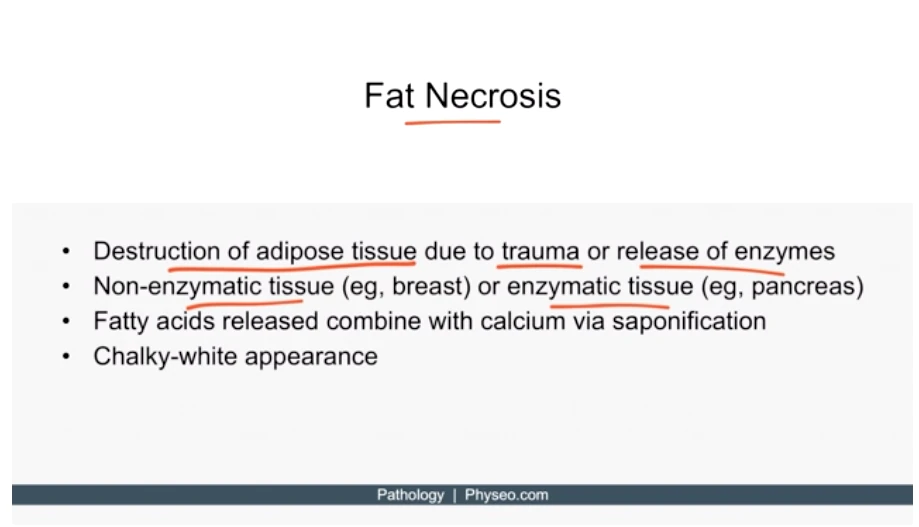 Fat Necrosis
• Destruction of adipose tissue due to trauma or release of enzymes
• Non-enzymatic tissue (eg, breast) or enzymatic tissue (eg, pancreas)
• Fatty acids released combine with calcium via saponification
• Chalky-white appearance
Pathology | Physeo.com